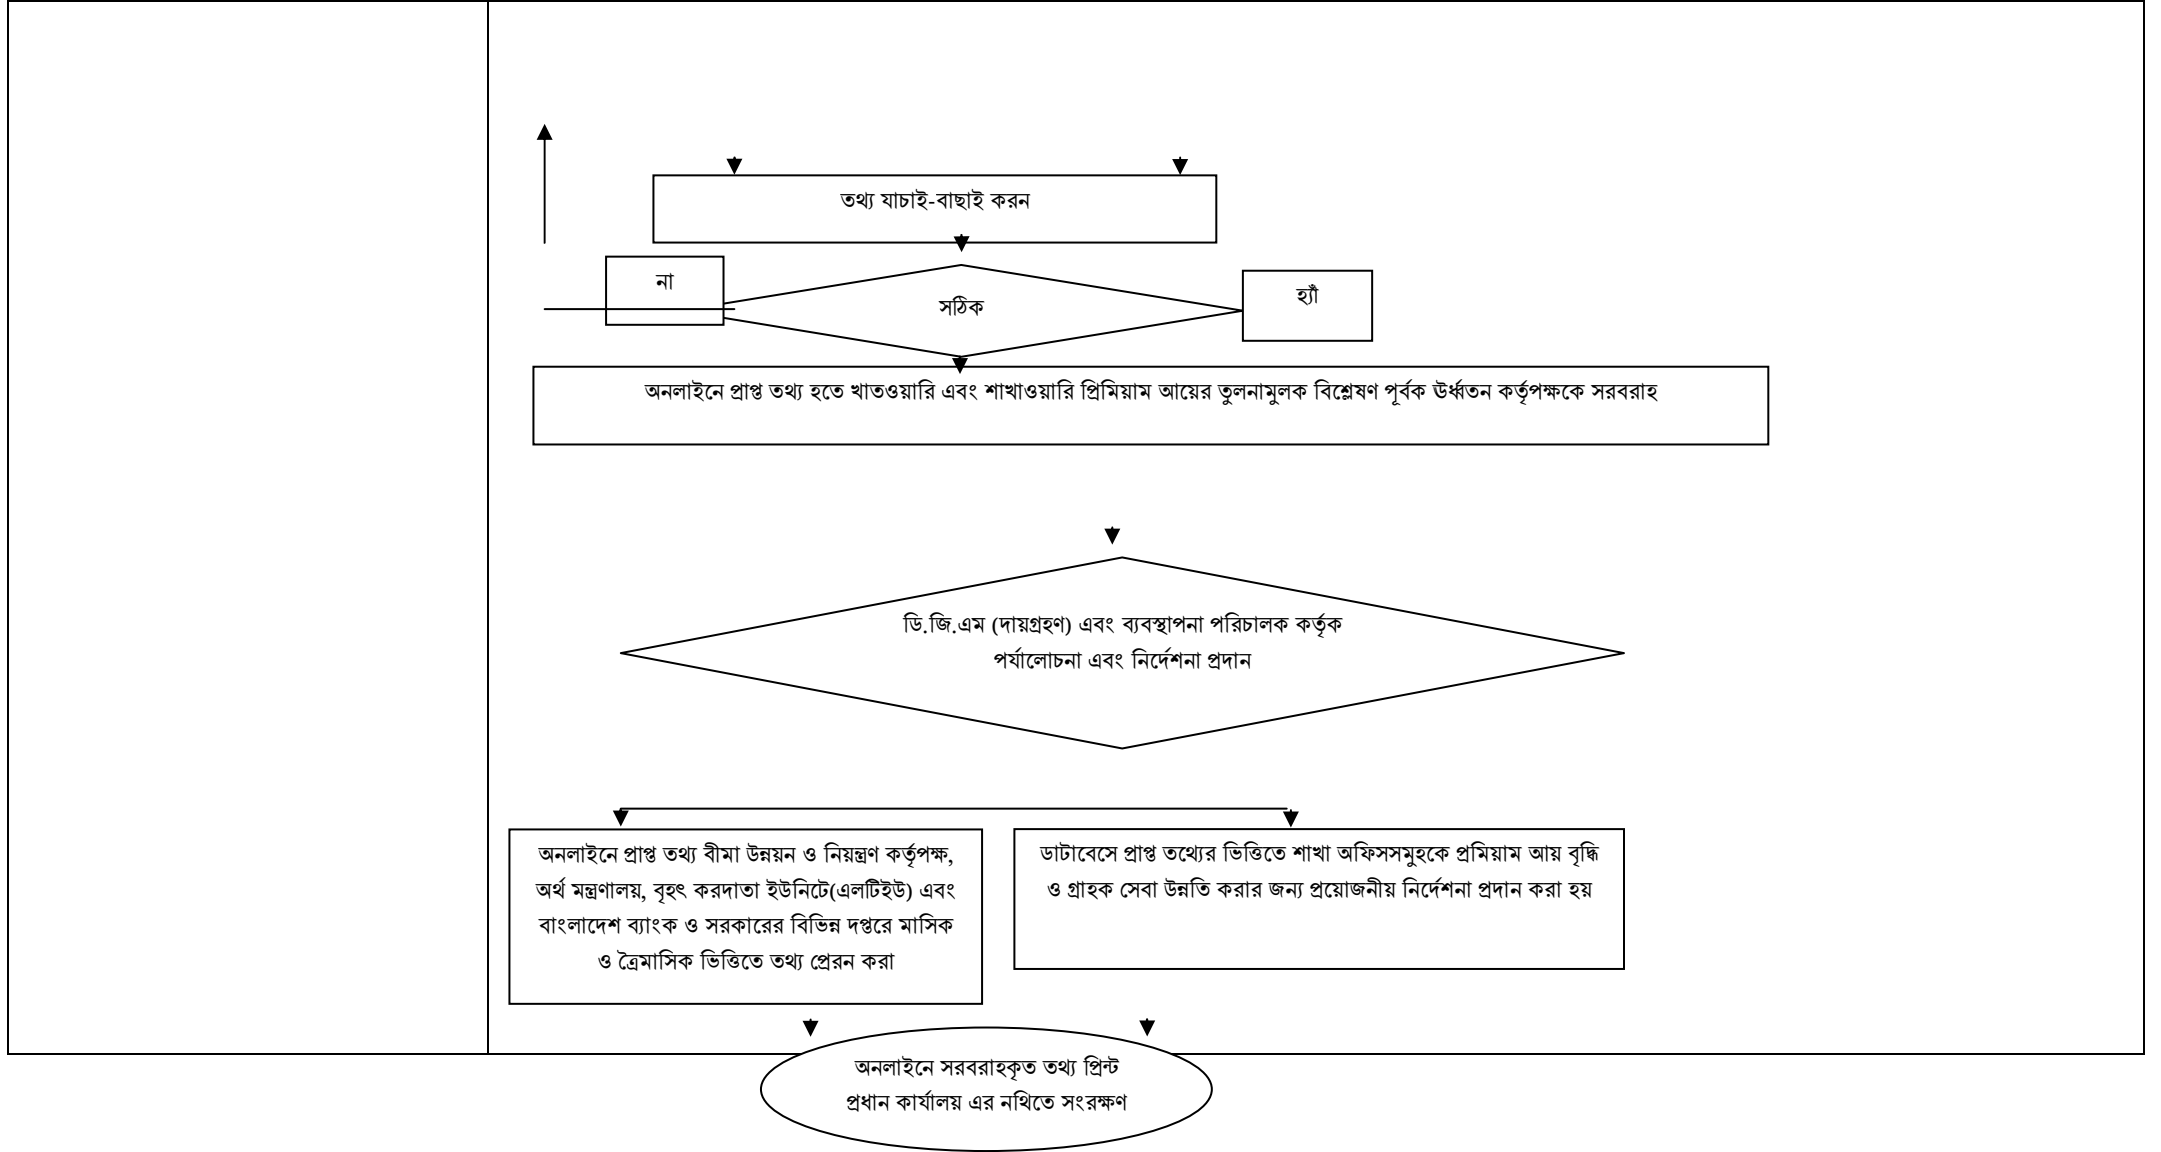 তথ্য যাচাই-বাছাই করন
না
সঠিক
হ্যাঁ
অনলাইনে প্রাপ্ত তথ্য হতে খাতওয়ারি এবং শাখাওয়ারি প্রিমিয়াম আয়ের তুলনামুলক বিশ্লেষণ পূর্বক ঊর্ধ্বতন কর্তৃপক্ষকে সরবরাহ
ডি.জি.এম (দায়গ্রহণ) এবং ব্যবস্থাপনা পরিচালক কর্তৃক
পর্যালোচনা এবং নির্দেশনা প্রদান
অনলাইনে প্রাপ্ত তথ্য বীমা উন্নয়ন ও নিয়ন্ত্রণ কর্তৃপক্ষ,
অর্থ মন্ত্রণালয়, বৃহৎ করদাতা ইউনিটে(এলটিইউ) এবং
বাংলাদেশ ব্যাংক ও সরকারের বিভিন্ন দপ্তরে মাসিক
ও ত্রৈমাসিক ভিত্তিতে তথ্য প্রেরন করা
ডাটাবেসে প্রাপ্ত তথ্যের ভিত্তিতে শাখা অফিসসমুহকে প্রমিয়াম আয় বৃদ্ধি
ও গ্রাহক সেবা উন্নতি করার জন্য প্রয়োজনীয় নির্দেশনা প্রদান করা হয়
অনলাইনে সরবরাহকৃত তথ্য প্রিন্ট
প্রধান কার্যালয় এর নথিতে সংরক্ষণ